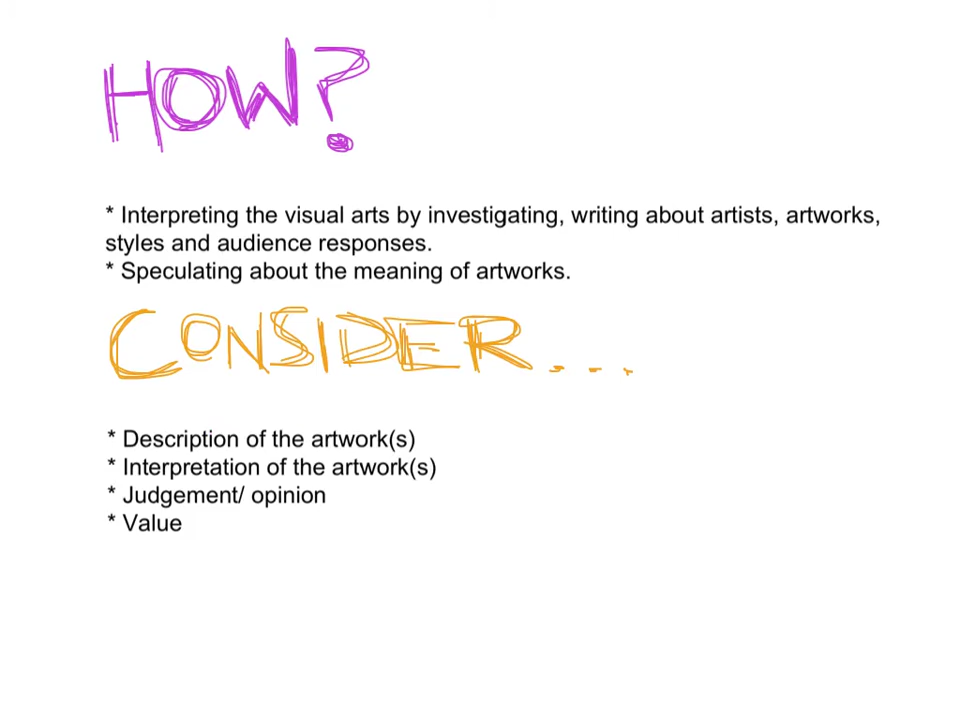 HOW?
* Interpreting the visual arts by investigating, writing about artists, artworks,
styles and audience responses.
* Speculating about the meaning of artworks.
CONSIDER...
* Description of the artwork(s)
* Interpretation of the artwork(s)
* Judgement/ opinion
* Value